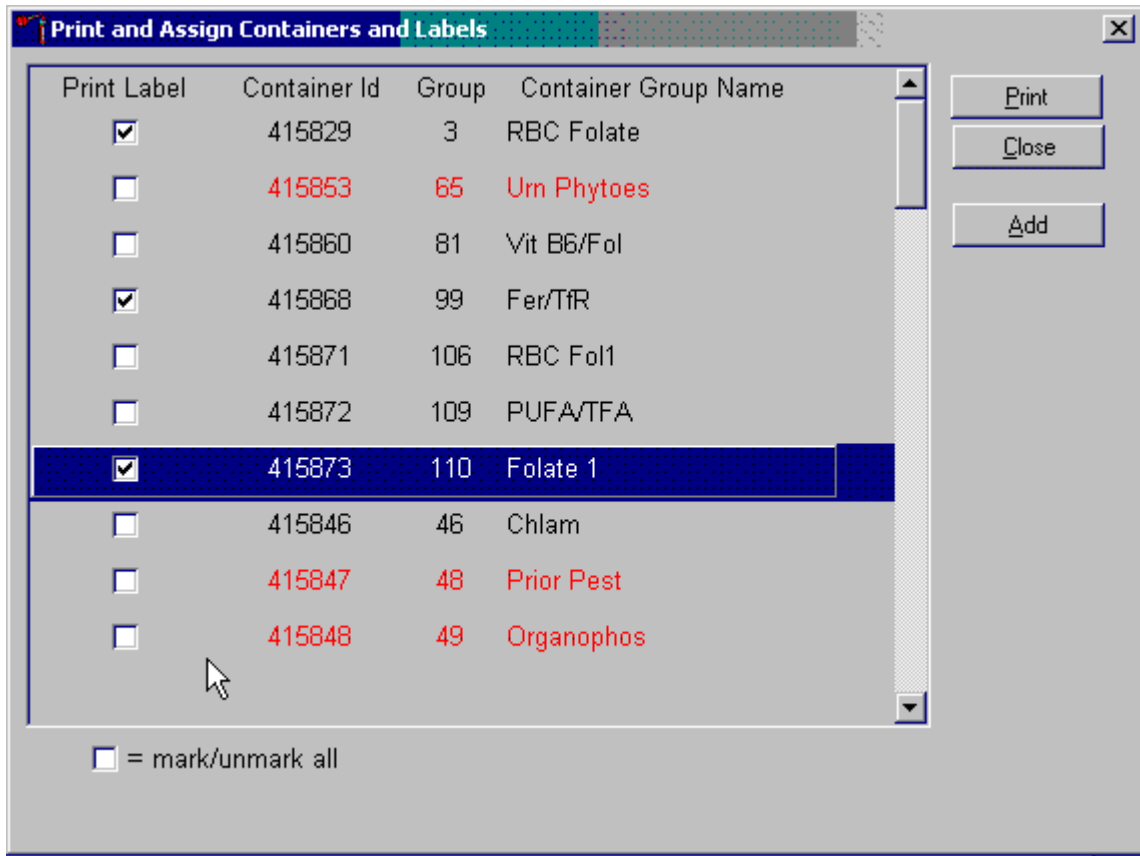 Print and Assign Containers and Labels
Print Label Container Id Group Container Group Name
415829 3 RBC Folate
415853 65 Urn Phytoes
415860 81 Vit B6/Fol
415868 99 Fer/TfR
415871 106 RBC Fol1
415872 109 PUFA/TFA
415873 110 Folate 1
415846 46 Chlam
415847 48 Prior Pest
415848 49 Organophos
= mark/unmark all
Print
Close
Add